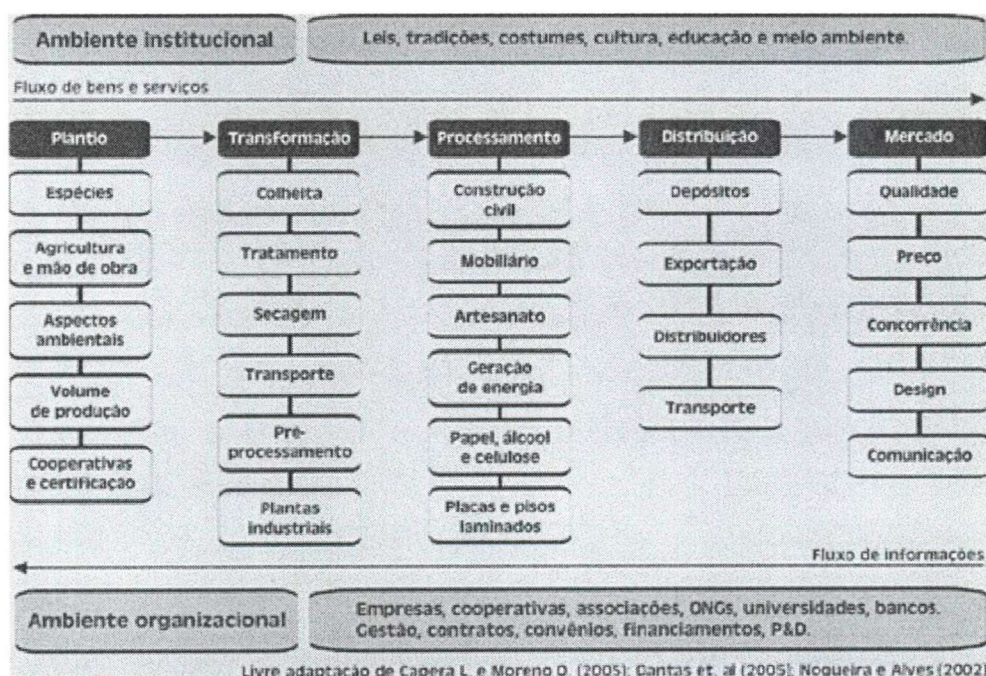 Ambiente institucional
Leis, tradições, costumes, cultura, educação e meio ambiente.
Fluxo de bens e serviços
Plantio
Transformação
Processamento
Distribuição
Mercado
Espécies
Agricultura
e mão de obra
Aspectos
ambientais
Volume
de produção
Cooperativas
e certificação
Colheita
Tratamento
Secagem
Transporte
Pré-
processamento
Plantas
industriais
Construção
civil
Mobiliário
Artesanato
Geração
de energia
Papel, álcool
e celulose
Placas e pisos
laminados
Depósitos
Exportação
Distribuidores
Transporte
Qualidade
Preço
Concorrência
Design
Comunicação
Fluxo de informações
Ambiente organizacional
Empresas, cooperativas, associações, ONGs, universidades, bancos.
Gestão, contratos, convênios, financiamentos, P&D.
Livre adaptação de Capera L. e Moreno O. (2005); Dantas et. al (2005); Nogueira e Alves (2002)